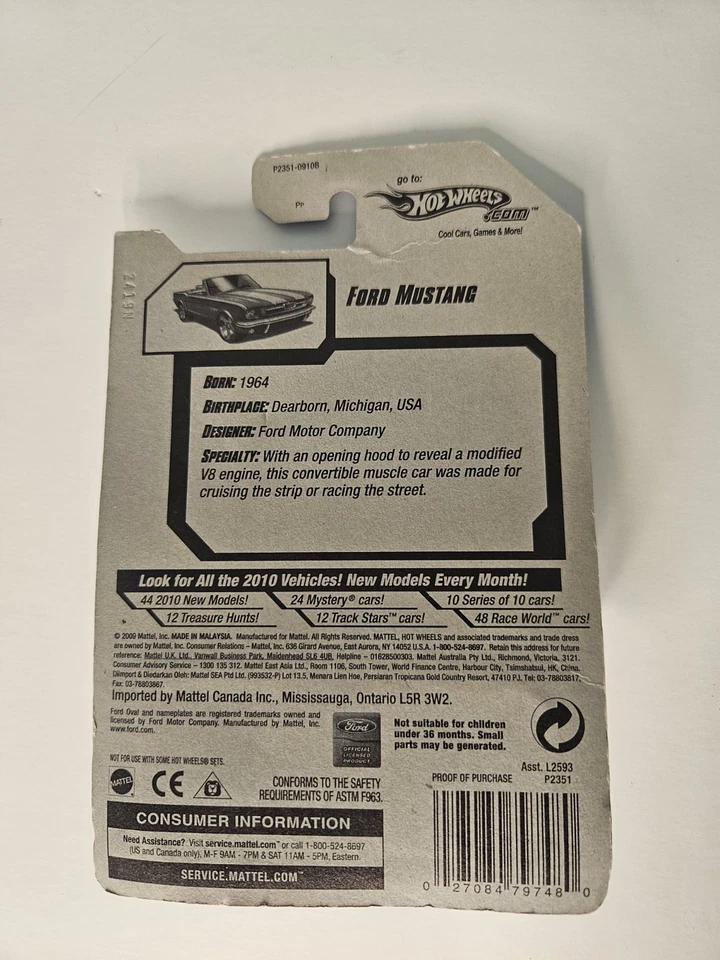 P2351-0910B
Pr
go to:
HOT WHEELS
.COM™
Cool Cars, Games & More!
2419N
FORD MUSTANG
BORN: 1964
BIRTHPLACE: Dearborn, Michigan, USA
DESIGNER: Ford Motor Company
SPECIALTY: With an opening hood to reveal a modified
V8 engine, this convertible muscle car was made for
cruising the strip or racing the street.
Look for All the 2010 Vehicles! New Models Every Month!
44 2010 New Models! 24 Mystery® cars! 10 Series of 10 cars!
12 Treasure Hunts! 12 Track Stars™ cars! 48 Race World™ cars!
© 2009 Mattel, Inc. MADE IN MALAYSIA. Manufactured for Mattel. All Rights Reserved. MATTEL, HOT WHEELS and associated trademarks and trade dress
are owned by Mattel, Inc. Consumer Relations – Mattel, Inc. 636 Girard Avenue, East Aurora, NY 14052 U.S.A. 1-800-524-8697. Retain this address for future
reference: Mattel U.K. Ltd., Vanwall Business Park, Maidenhead SL6 4UB. Helpline – 01628500303. Mattel Australia Pty Ltd., Richmond, Victoria. 3121.
Consumer Advisory Service – 1300 135 312. Mattel East Asia Ltd., Room 1106, South Tower, World Finance Centre, Harbour City, Tsimshatsui, HK, China.
Diimport & Diedarkan Oleh: Mattel SEA Ptd Ltd. (993532-P) Lot 13.5, Menara Lien Hoe, Persiaran Tropicana Golf Country Resort, 47410 PJ. Tel: 03-78803817,
Fax: 03-78803867.
Imported by Mattel Canada Inc., Mississauga, Ontario L5R 3W2.
Ford Oval and nameplates are registered trademarks owned and
licensed by Ford Motor Company. Manufactured by Mattel, Inc.
www.ford.com.
Ford
OFFICIAL
LICENSED
PRODUCT
Not suitable for children
under 36 months. Small
parts may be generated.
NOT FOR USE WITH SOME HOT WHEELS® SETS.
MATTEL
CE
CONFORMS TO THE SAFETY
REQUIREMENTS OF ASTM F963.
Asst. L2593
PROOF OF PURCHASE P2351
CONSUMER INFORMATION
Need Assistance? Visit service.mattel.com™ or call 1-800-524-8697
(US and Canada only), M-F 9AM - 7PM & SAT 11AM - 5PM, Eastern.
SERVICE.MATTEL.COM™
0 27084 79748 0